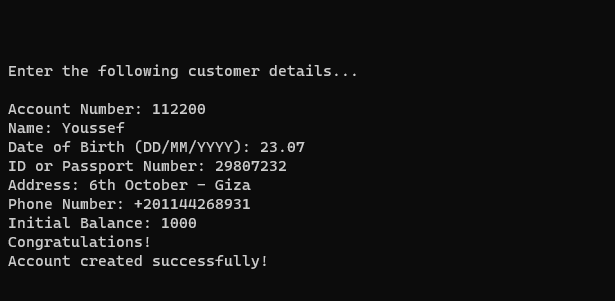 Enter the following customer details...
Account Number: 112200
Name: Youssef
Date of Birth (DD/MM/YYYY): 23.07
ID or Passport Number: 29807232
Address: 6th October - Giza
Phone Number: +201144268931
Initial Balance: 1000
Congratulations!
Account created successfully!